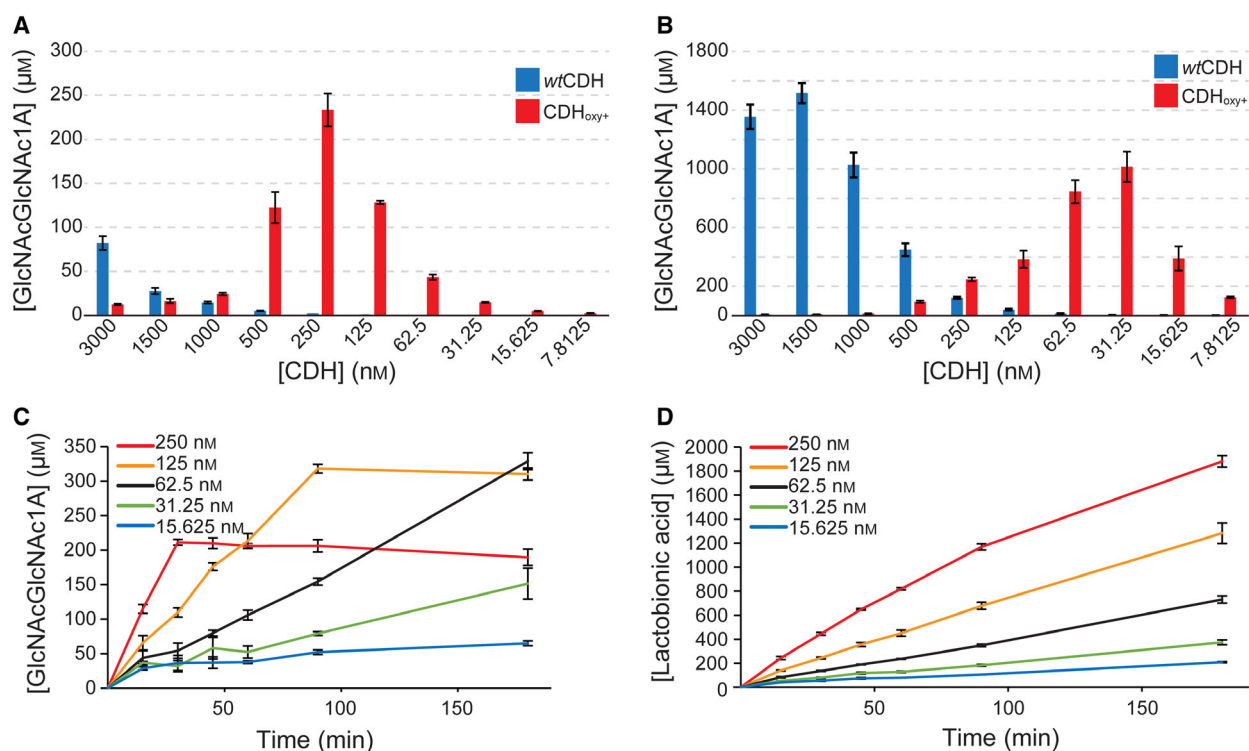 A
[GlcNAcGlcNAc1A] (µM)
300
250
200
150
100
50
0
wtCDH
CDHoxy+
3000
1500
1000
500
250
125
62.5
31.25
15.625
7.8125
[CDH] (nM)
B
[GlcNAcGlcNAc1A] (µM)
1800
1400
1000
600
200
0
wtCDH
CDHoxy+
3000
1500
1000
500
250
125
62.5
31.25
15.625
7.8125
[CDH] (nM)
C
[GlcNAcGlcNAc1A] (µM)
350
300
250
200
150
100
50
0
250 nM
125 nM
62.5 nM
31.25 nM
15.625 nM
50
100
150
Time (min)
D
[Lactobionic acid] (µM)
2000
1800
1600
1400
1200
1000
800
600
400
200
0
250 nM
125 nM
62.5 nM
31.25 nM
15.625 nM
50
100
150
Time (min)